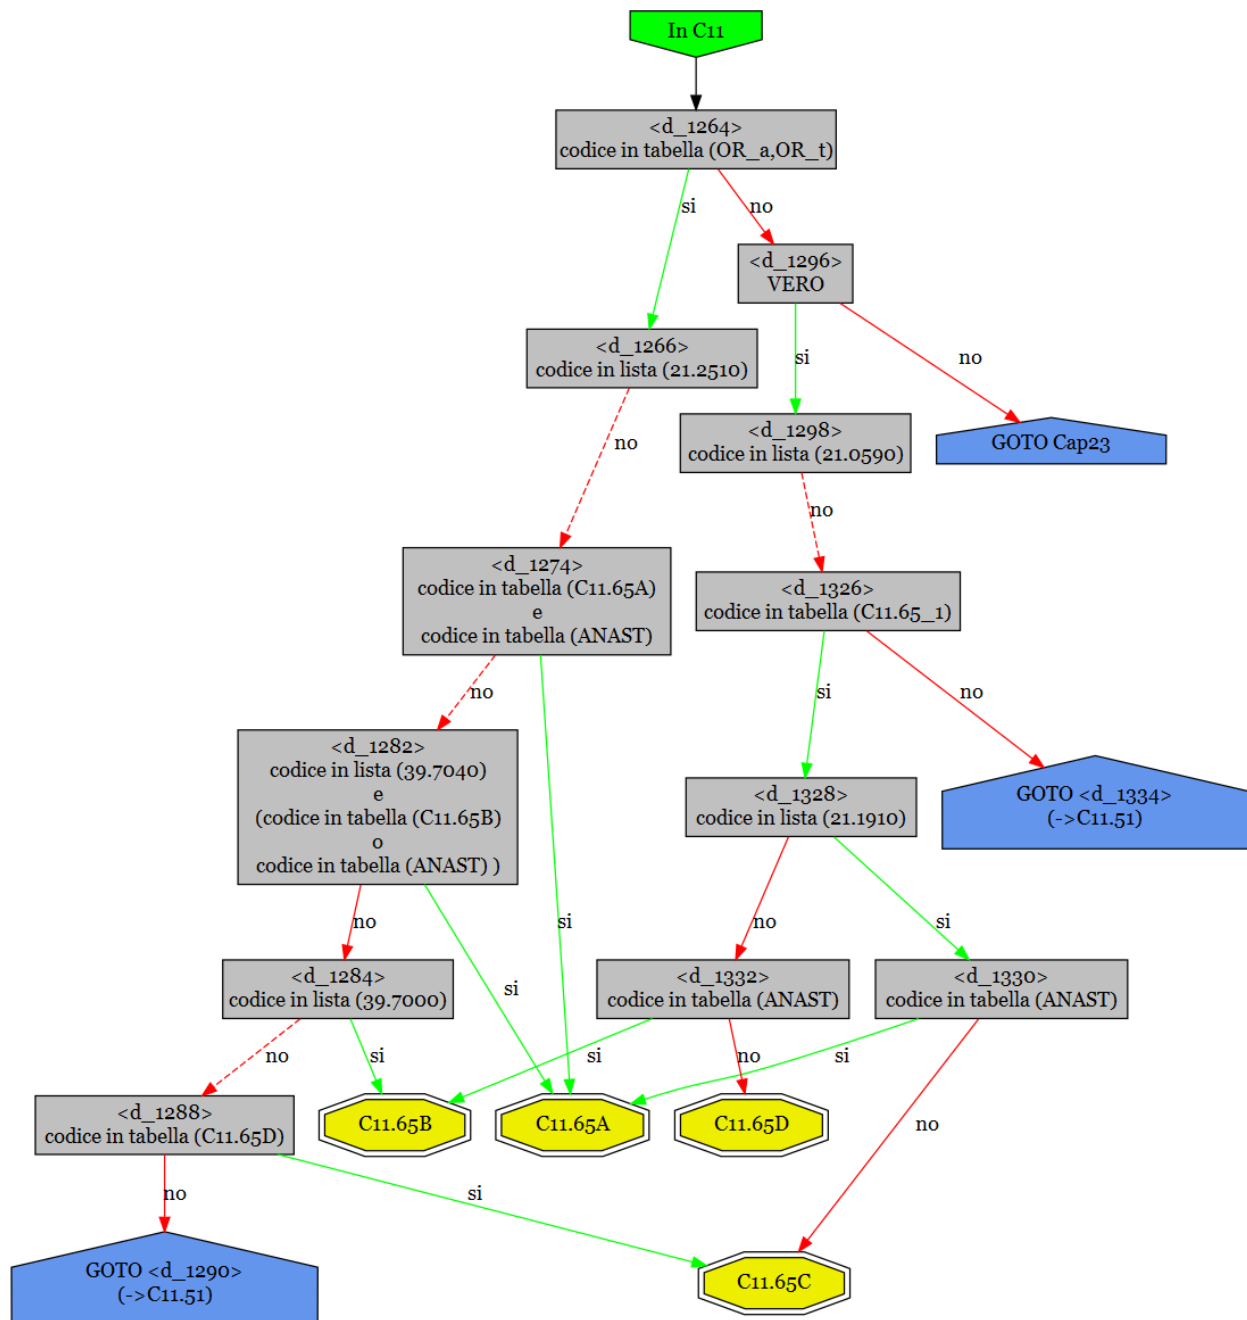 In C11
<d_1264>
codice in tabella (OR_a,OR_t)
si
no
<d_1296>
VERO
<d_1266>
codice in lista (21.2510)
si
no
<d_1298>
codice in lista (21.0590)
GOTO Cap23
no
no
<d_1274>
codice in tabella (C11.65A)
e
codice in tabella (ANAST)
<d_1326>
codice in tabella (C11.65_1)
no
si
no
<d_1282>
codice in lista (39.7040)
e
(codice in tabella (C11.65B)
o
codice in tabella (ANAST) )
<d_1328>
codice in lista (21.1910)
GOTO <d_1334>
(->C11.51)
no
si
si
no
si
<d_1284>
codice in lista (39.7000)
<d_1332>
codice in tabella (ANAST)
<d_1330>
codice in tabella (ANAST)
no
si
si
no
si
<d_1288>
codice in tabella (C11.65D)
C11.65B
C11.65A
C11.65D
no
no
si
GOTO <d_1290>
(->C11.51)
C11.65C